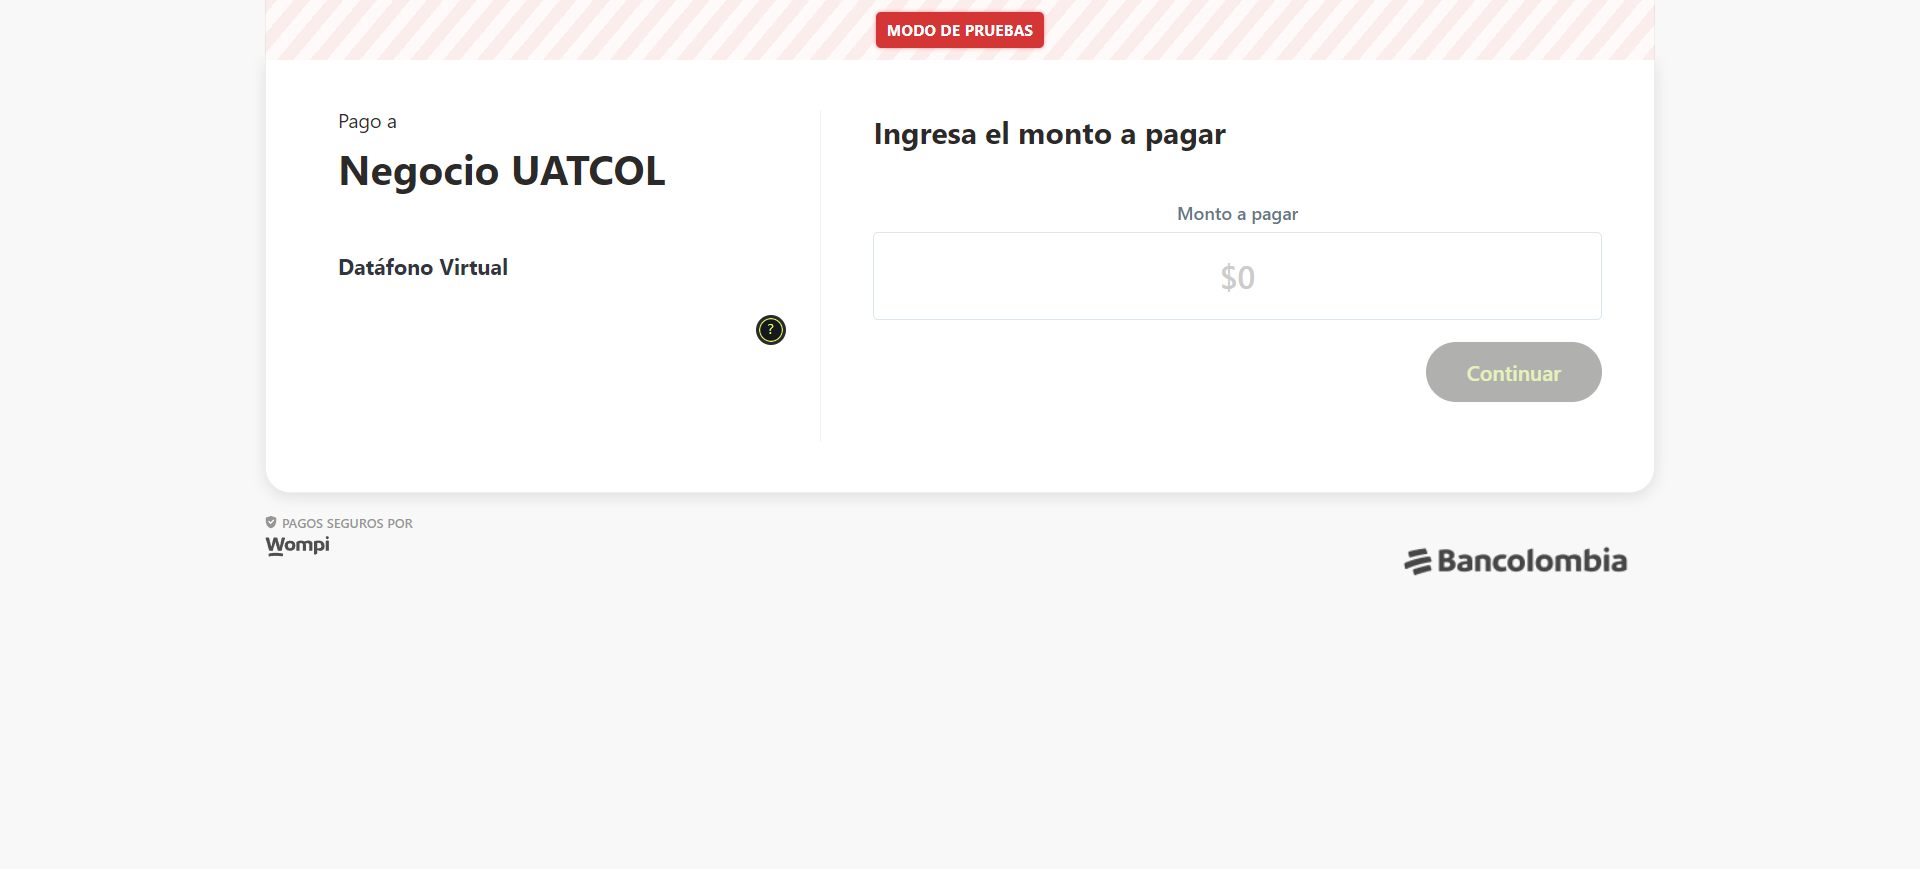 MODO DE PRUEBAS
Pago a
Negocio UATCOL
Datáfono Virtual
?
Ingresa el monto a pagar
Monto a pagar
$0
Continuar
PAGOS SEGUROS POR
Wompi
Bancolombia